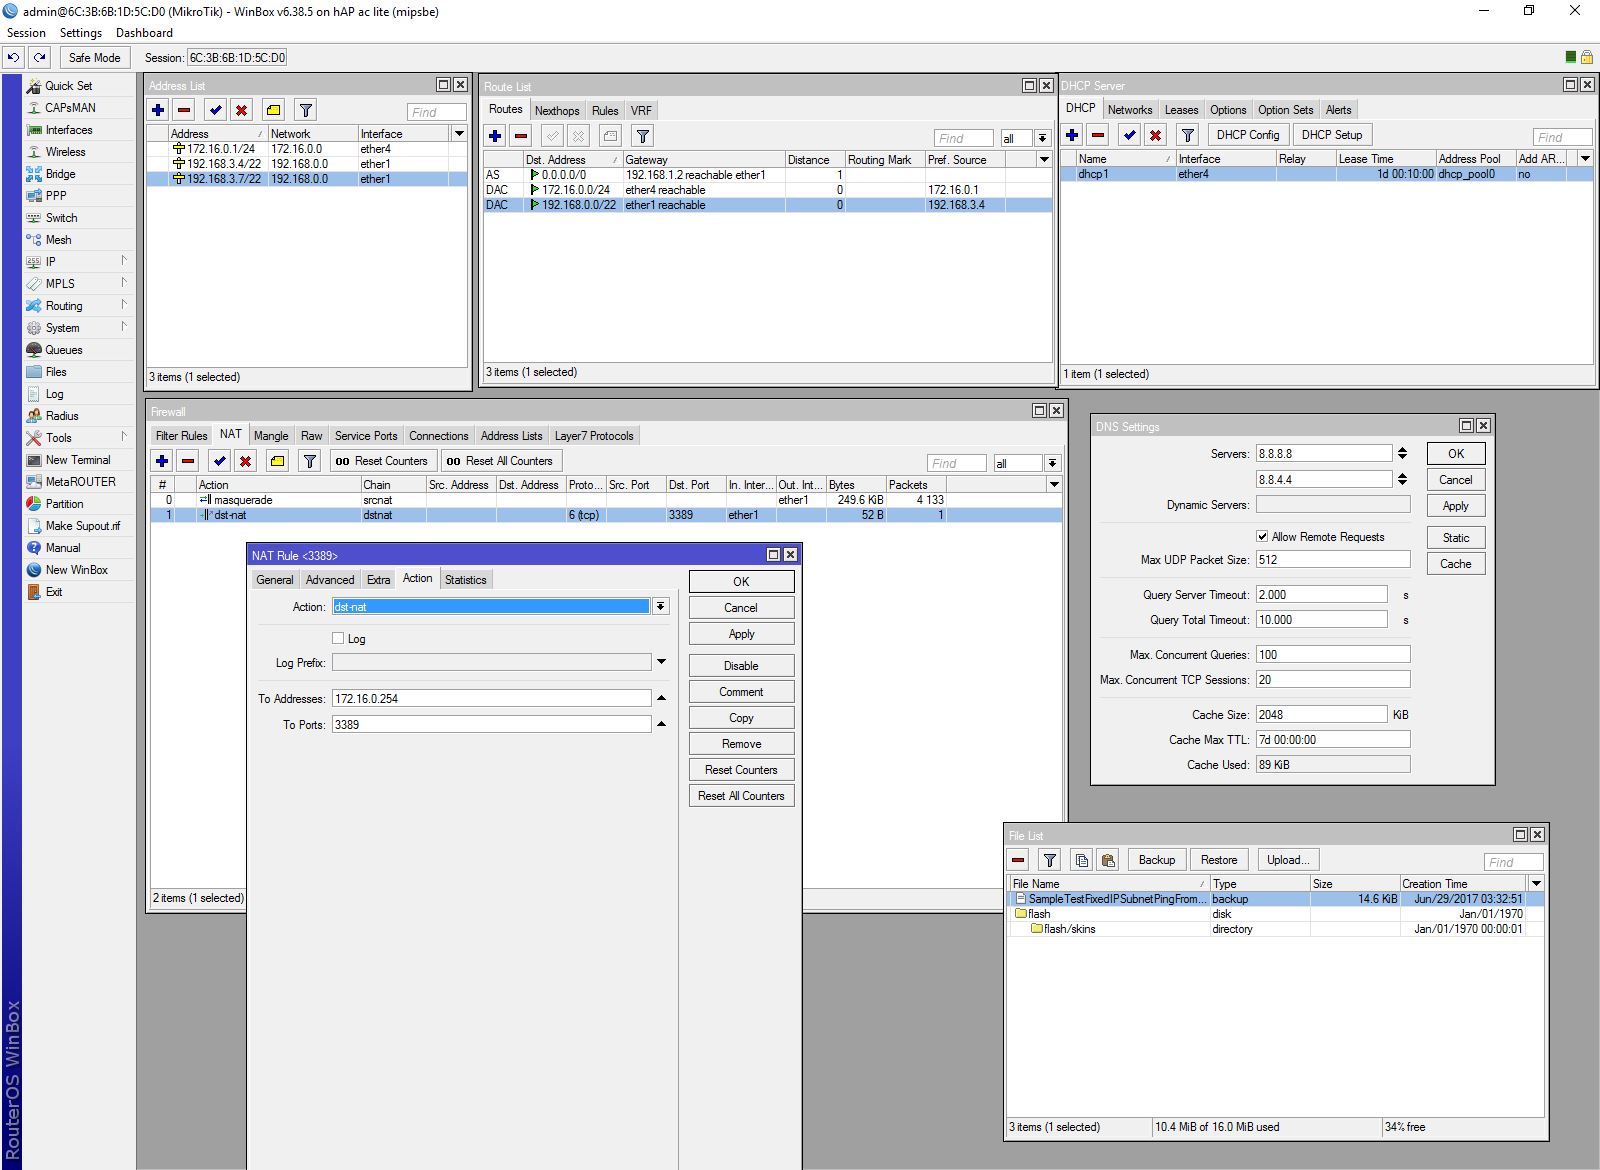 admin@6C:3B:6B:1D:5C:D0 (MikroTik) - WinBox v6.38.5 on hAP ac lite (mipsbe)
Session Settings Dashboard
Safe Mode Session: 6C:3B:6B:1D:5C:D0
Quick Set
CAPsMAN
Interfaces
Wireless
Bridge
PPP
Switch
Mesh
IP
MPLS
Routing
System
Queues
Files
Log
Radius
Tools
New Terminal
MetaROUTER
Partition
Make Supout.rif
Manual
New WinBox
Exit
RouterOS WinBox
Address List
Find
Address Network Interface
172.16.0.1/24 172.16.0.0 ether4
192.168.3.4/22 192.168.0.0 ether1
192.168.3.7/22 192.168.0.0 ether1
3 items (1 selected)
Route List
Routes Nexthops Rules VRF
Find all
Dst. Address Gateway Distance Routing Mark Pref. Source
AS 0.0.0.0/0 192.168.1.2 reachable ether1 1
DAC 172.16.0.0/24 ether4 reachable 0 172.16.0.1
DAC 192.168.0.0/22 ether1 reachable 0 192.168.3.4
3 items (1 selected)
DHCP Server
DHCP Networks Leases Options Option Sets Alerts
DHCP Config DHCP Setup Find
Name Interface Relay Lease Time Address Pool Add AR...
dhcp1 ether4 1d 00:10:00 dhcp_pool0 no
1 item (1 selected)
Firewall
Filter Rules NAT Mangle Raw Service Ports Connections Address Lists Layer7 Protocols
00 Reset Counters 00 Reset All Counters Find all
# Action Chain Src. Address Dst. Address Proto... Src. Port Dst. Port In. Inter... Out. Int... Bytes Packets
0 masquerade srcnat ether1 249.6 KiB 4 133
1 dst-nat dstnat 6 (tcp) 3389 ether1 52 B 1
2 items (1 selected)
NAT Rule <3389>
General Advanced Extra Action Statistics
Action: dst-nat
Log
Log Prefix:
To Addresses: 172.16.0.254
To Ports: 3389
OK
Cancel
Apply
Disable
Comment
Copy
Remove
Reset Counters
Reset All Counters
DNS Settings
Servers: 8.8.8.8
8.8.4.4
Dynamic Servers:
Allow Remote Requests
Max UDP Packet Size: 512
Query Server Timeout: 2.000 s
Query Total Timeout: 10.000 s
Max. Concurrent Queries: 100
Max. Concurrent TCP Sessions: 20
Cache Size: 2048 KiB
Cache Max TTL: 7d 00:00:00
Cache Used: 89 KiB
OK
Cancel
Apply
Static
Cache
File List
Backup Restore Upload... Find
File Name Type Size Creation Time
SampleTestFixedIPSubnetPingFrom... backup 14.6 KiB Jun/29/2017 03:32:51
flash disk Jan/01/1970
flash/skins directory Jan/01/1970 00:00:01
3 items (1 selected) 10.4 MiB of 16.0 MiB used 34% free